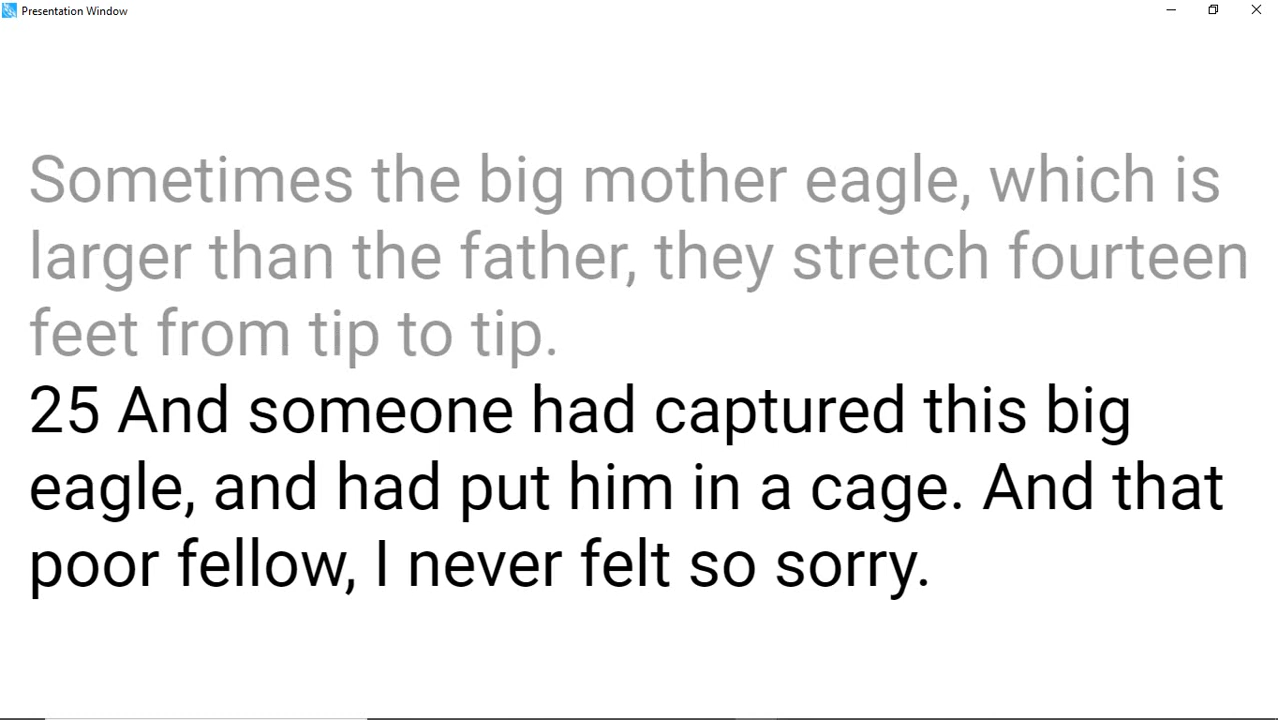 Presentation Window
Sometimes the big mother eagle, which is
larger than the father, they stretch fourteen
feet from tip to tip.
25 And someone had captured this big
eagle, and had put him in a cage. And that
poor fellow, I never felt so sorry.